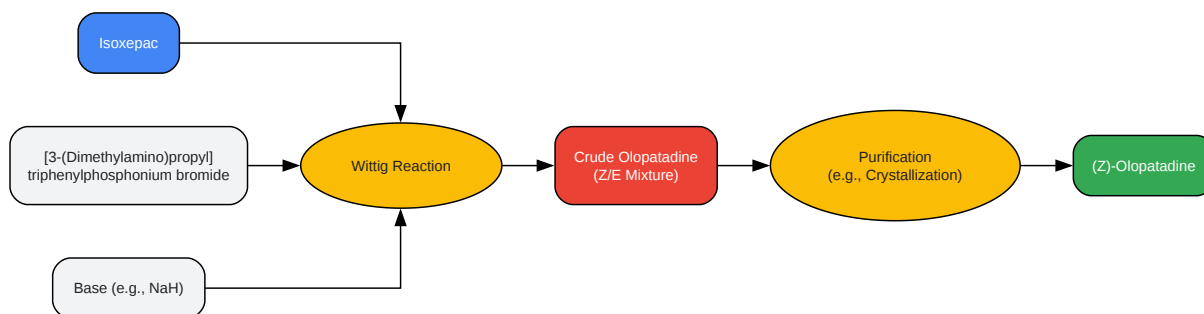 Isoxepac
[3-(Dimethylamino)propyl]
triphenylphosphonium bromide
Base (e.g., NaH)
Wittig Reaction
Crude Olopatadine
(Z/E Mixture)
Purification
(e.g., Crystallization)
(Z)-Olopatadine